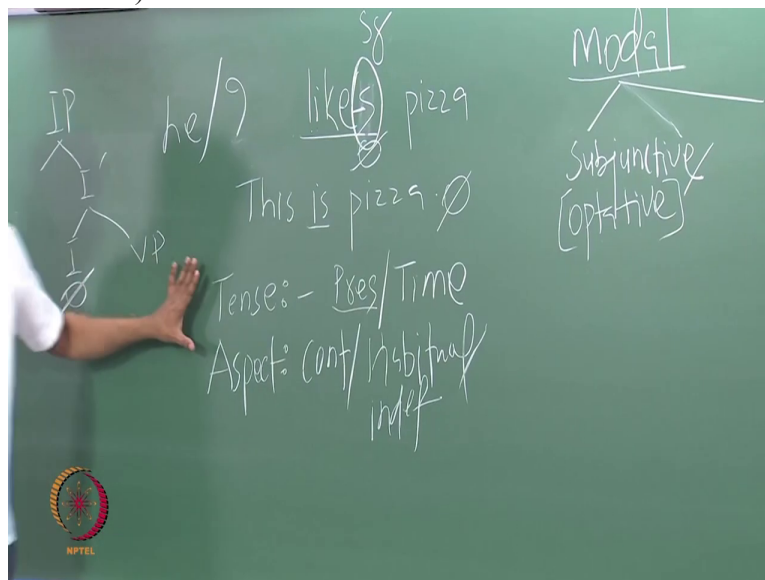 sg
he/ likes pizza
Ø
This is pizza. Ø
Tense:- Pres/Time
Aspect: Cont/Habitual/
indef
IP
I'
I VP
Ø
Modal
Subjunctive/
[optative]
NPTEL